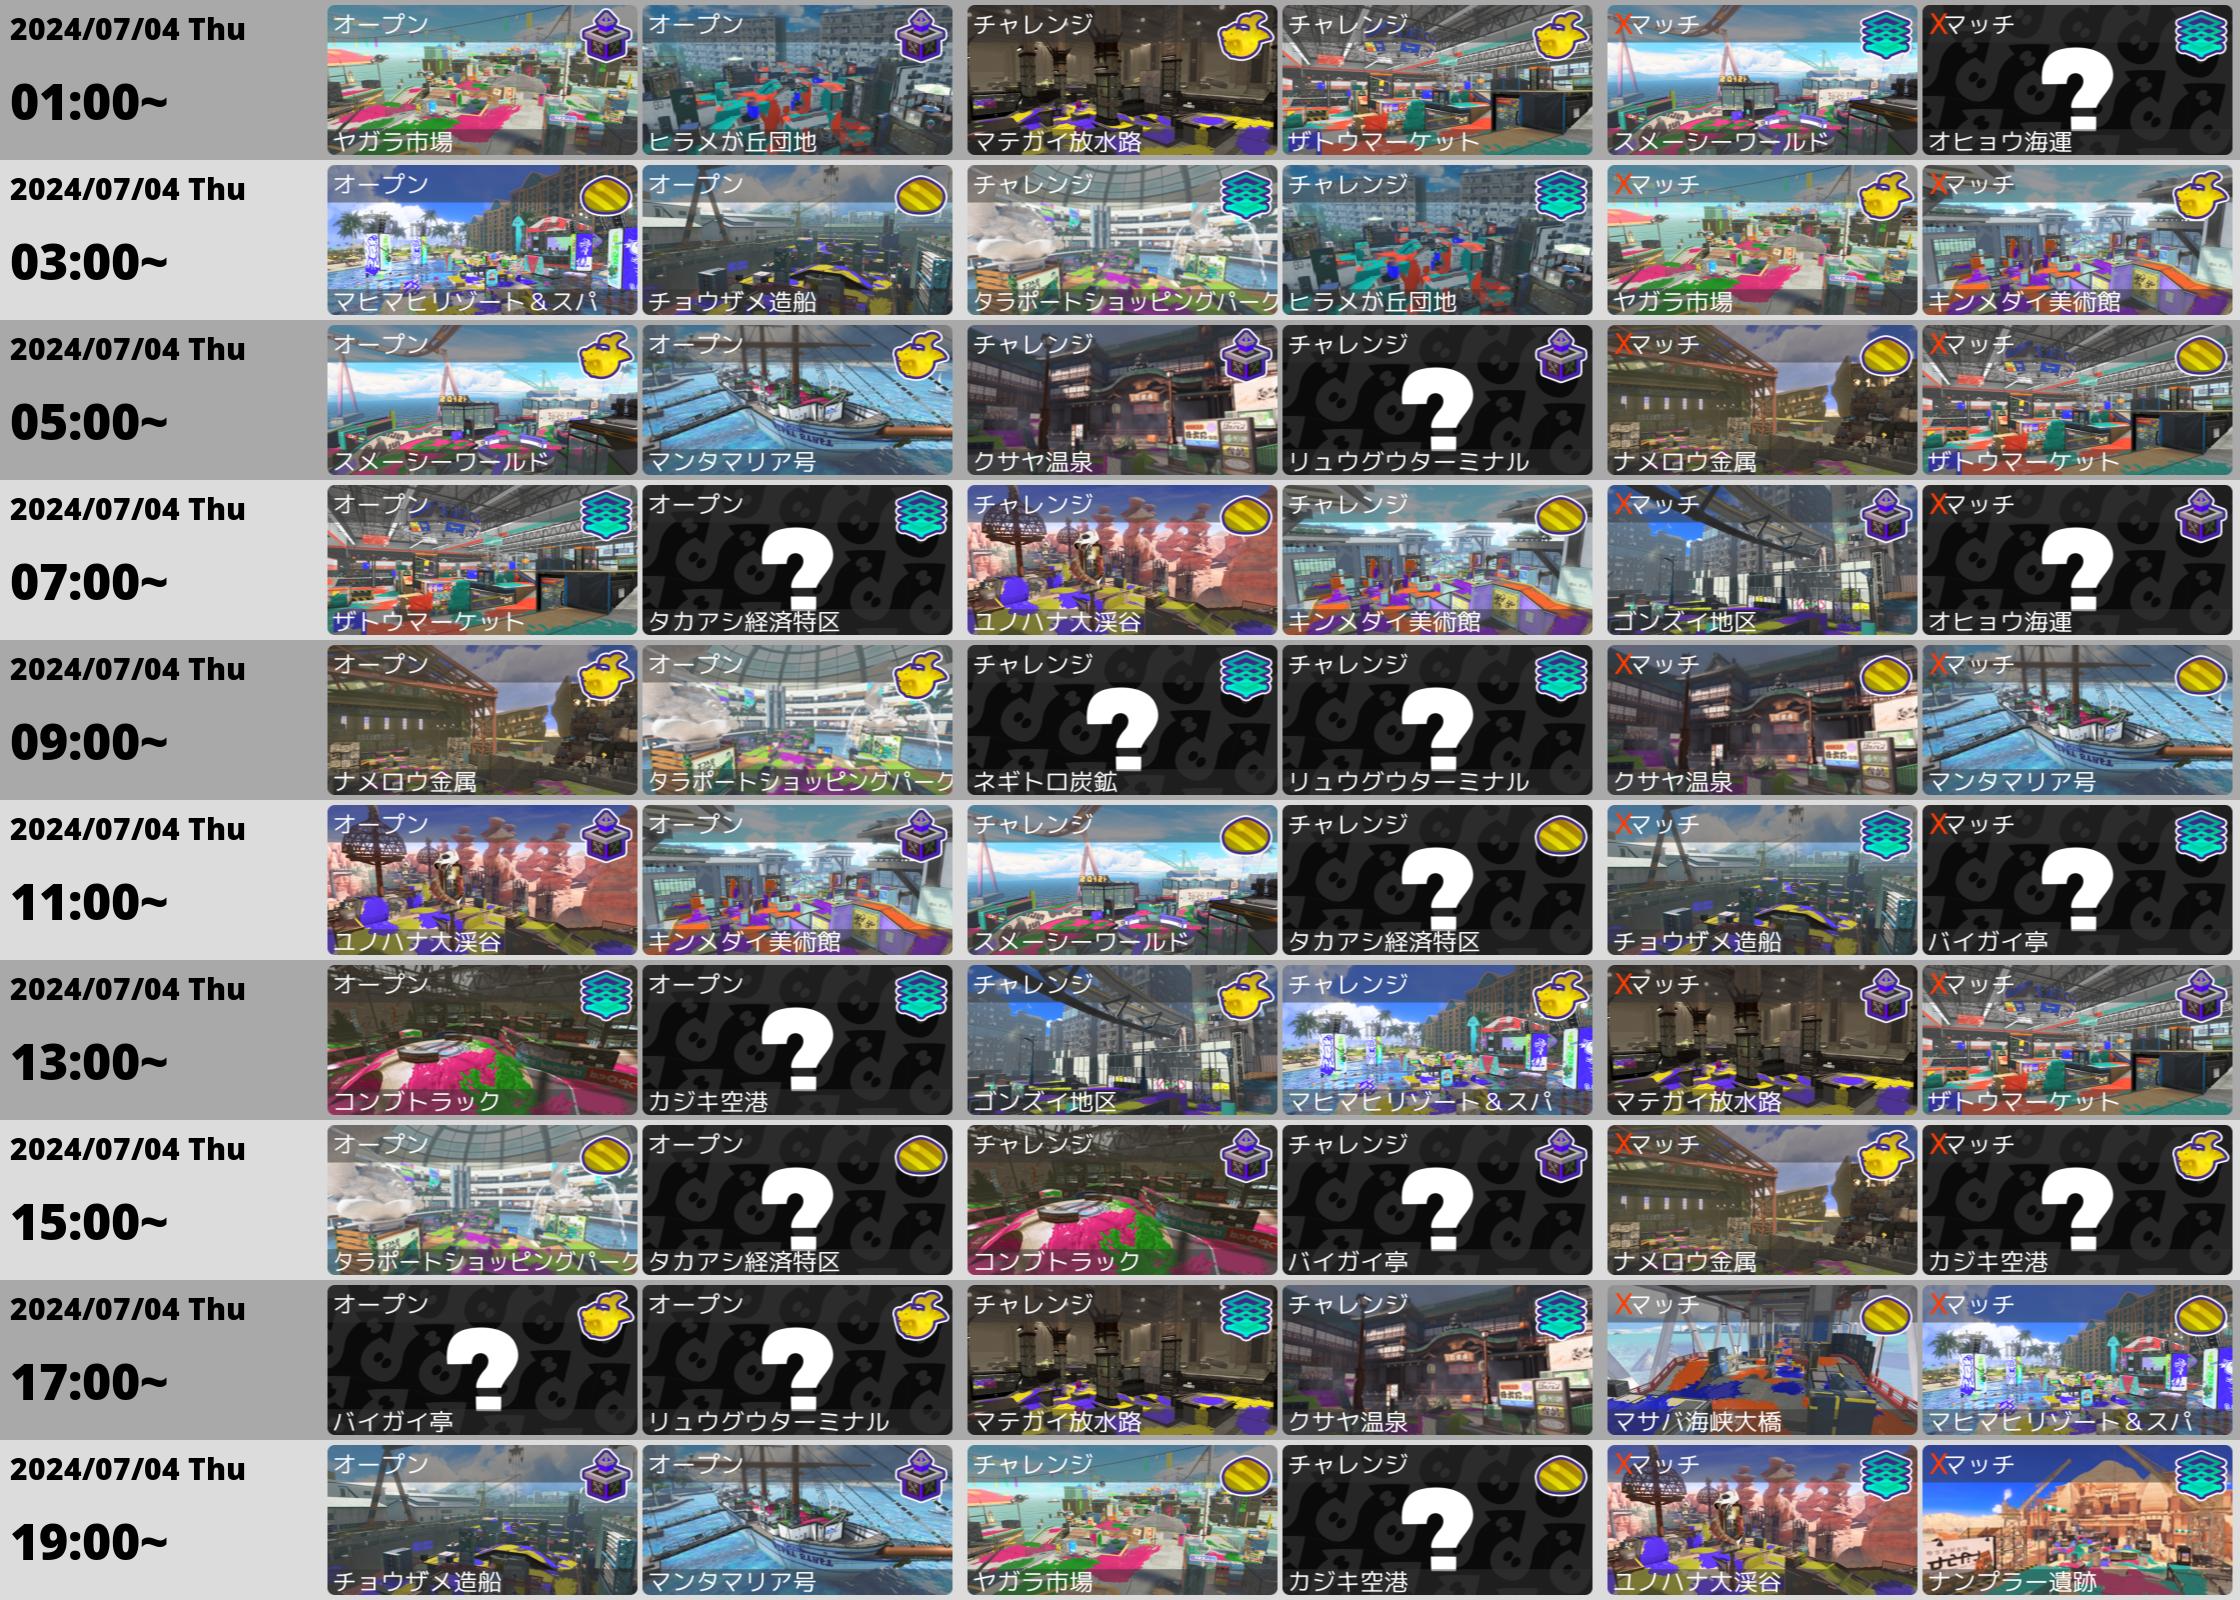 2024/07/04 Thu
01:00~
オープン
ヤガラ市場
オープン
ヒラメが丘団地
チャレンジ
マテガイ放水路
チャレンジ
ザトウマーケット
Xマッチ
スメーシーワールド
Xマッチ
オヒョウ海運
2024/07/04 Thu
03:00~
オープン
マヒマヒリゾート＆スパ
オープン
チョウザメ造船
チャレンジ
タラポートショッピングパーク
チャレンジ
ヒラメが丘団地
Xマッチ
ヤガラ市場
Xマッチ
キンメダイ美術館
2024/07/04 Thu
05:00~
オープン
スメーシーワールド
オープン
マンタマリア号
チャレンジ
クサヤ温泉
チャレンジ
リュウグウターミナル
Xマッチ
ナメロウ金属
Xマッチ
ザトウマーケット
2024/07/04 Thu
07:00~
オープン
ザトウマーケット
オープン
タカアシ経済特区
チャレンジ
ユノハナ大渓谷
チャレンジ
キンメダイ美術館
Xマッチ
ゴンズイ地区
Xマッチ
オヒョウ海運
2024/07/04 Thu
09:00~
オープン
ナメロウ金属
オープン
タラポートショッピングパーク
チャレンジ
ネギトロ炭鉱
チャレンジ
リュウグウターミナル
Xマッチ
クサヤ温泉
Xマッチ
マンタマリア号
2024/07/04 Thu
11:00~
オープン
ユノハナ大渓谷
オープン
キンメダイ美術館
チャレンジ
スメーシーワールド
チャレンジ
タカアシ経済特区
Xマッチ
チョウザメ造船
Xマッチ
バイガイ亭
2024/07/04 Thu
13:00~
オープン
コンブトラック
オープン
カジキ空港
チャレンジ
ゴンズイ地区
チャレンジ
マヒマヒリゾート＆スパ
Xマッチ
マテガイ放水路
Xマッチ
ザトウマーケット
2024/07/04 Thu
15:00~
オープン
タラポートショッピングパーク
オープン
タカアシ経済特区
チャレンジ
コンブトラック
チャレンジ
バイガイ亭
Xマッチ
ナメロウ金属
Xマッチ
カジキ空港
2024/07/04 Thu
17:00~
オープン
バイガイ亭
オープン
リュウグウターミナル
チャレンジ
マテガイ放水路
チャレンジ
クサヤ温泉
Xマッチ
マサバ海峡大橋
Xマッチ
マヒマヒリゾート＆スパ
2024/07/04 Thu
19:00~
オープン
チョウザメ造船
オープン
マンタマリア号
チャレンジ
ヤガラ市場
チャレンジ
カジキ空港
Xマッチ
ユノハナ大渓谷
Xマッチ
ナンプラー遺跡